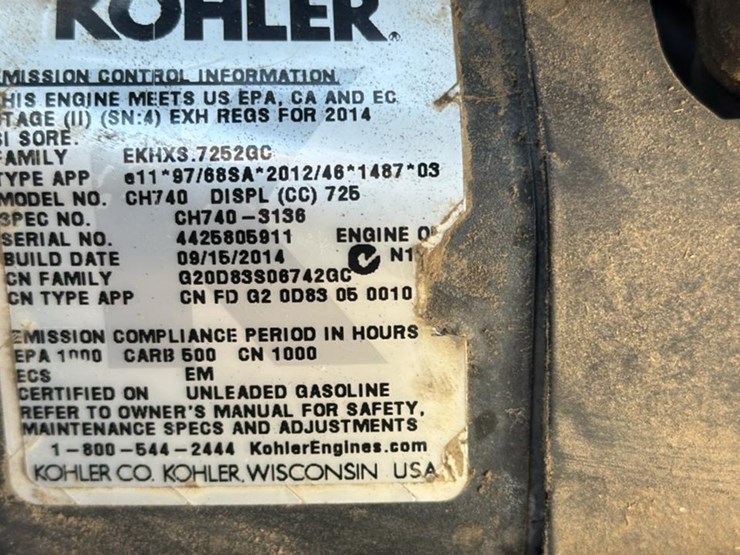 KOHLER®
MISSION CONTROL INFORMATION
HIS ENGINE MEETS US EPA, CA AND EC
TAGE (II) (SN:4) EXH REGS FOR 2014
SI SORE.
FAMILY EKHXS.7252GC
TYPE APP e11*97/68SA*2012/46*1487*03
MODEL NO. CH740 DISPL (CC) 725
SPEC NO. CH740-3136
SERIAL NO. 4425805911 ENGINE O
BUILD DATE 09/15/2014 N1
CN FAMILY G20D83S06742GC
CN TYPE APP CN FD G2 0D83 05 0010
EMISSION COMPLIANCE PERIOD IN HOURS
EPA 1000 CARB 500 CN 1000
ECS EM
CERTIFIED ON UNLEADED GASOLINE
REFER TO OWNER'S MANUAL FOR SAFETY,
MAINTENANCE SPECS AND ADJUSTMENTS
1-800-544-2444 KohlerEngines.com
KOHLER CO. KOHLER, WISCONSIN USA